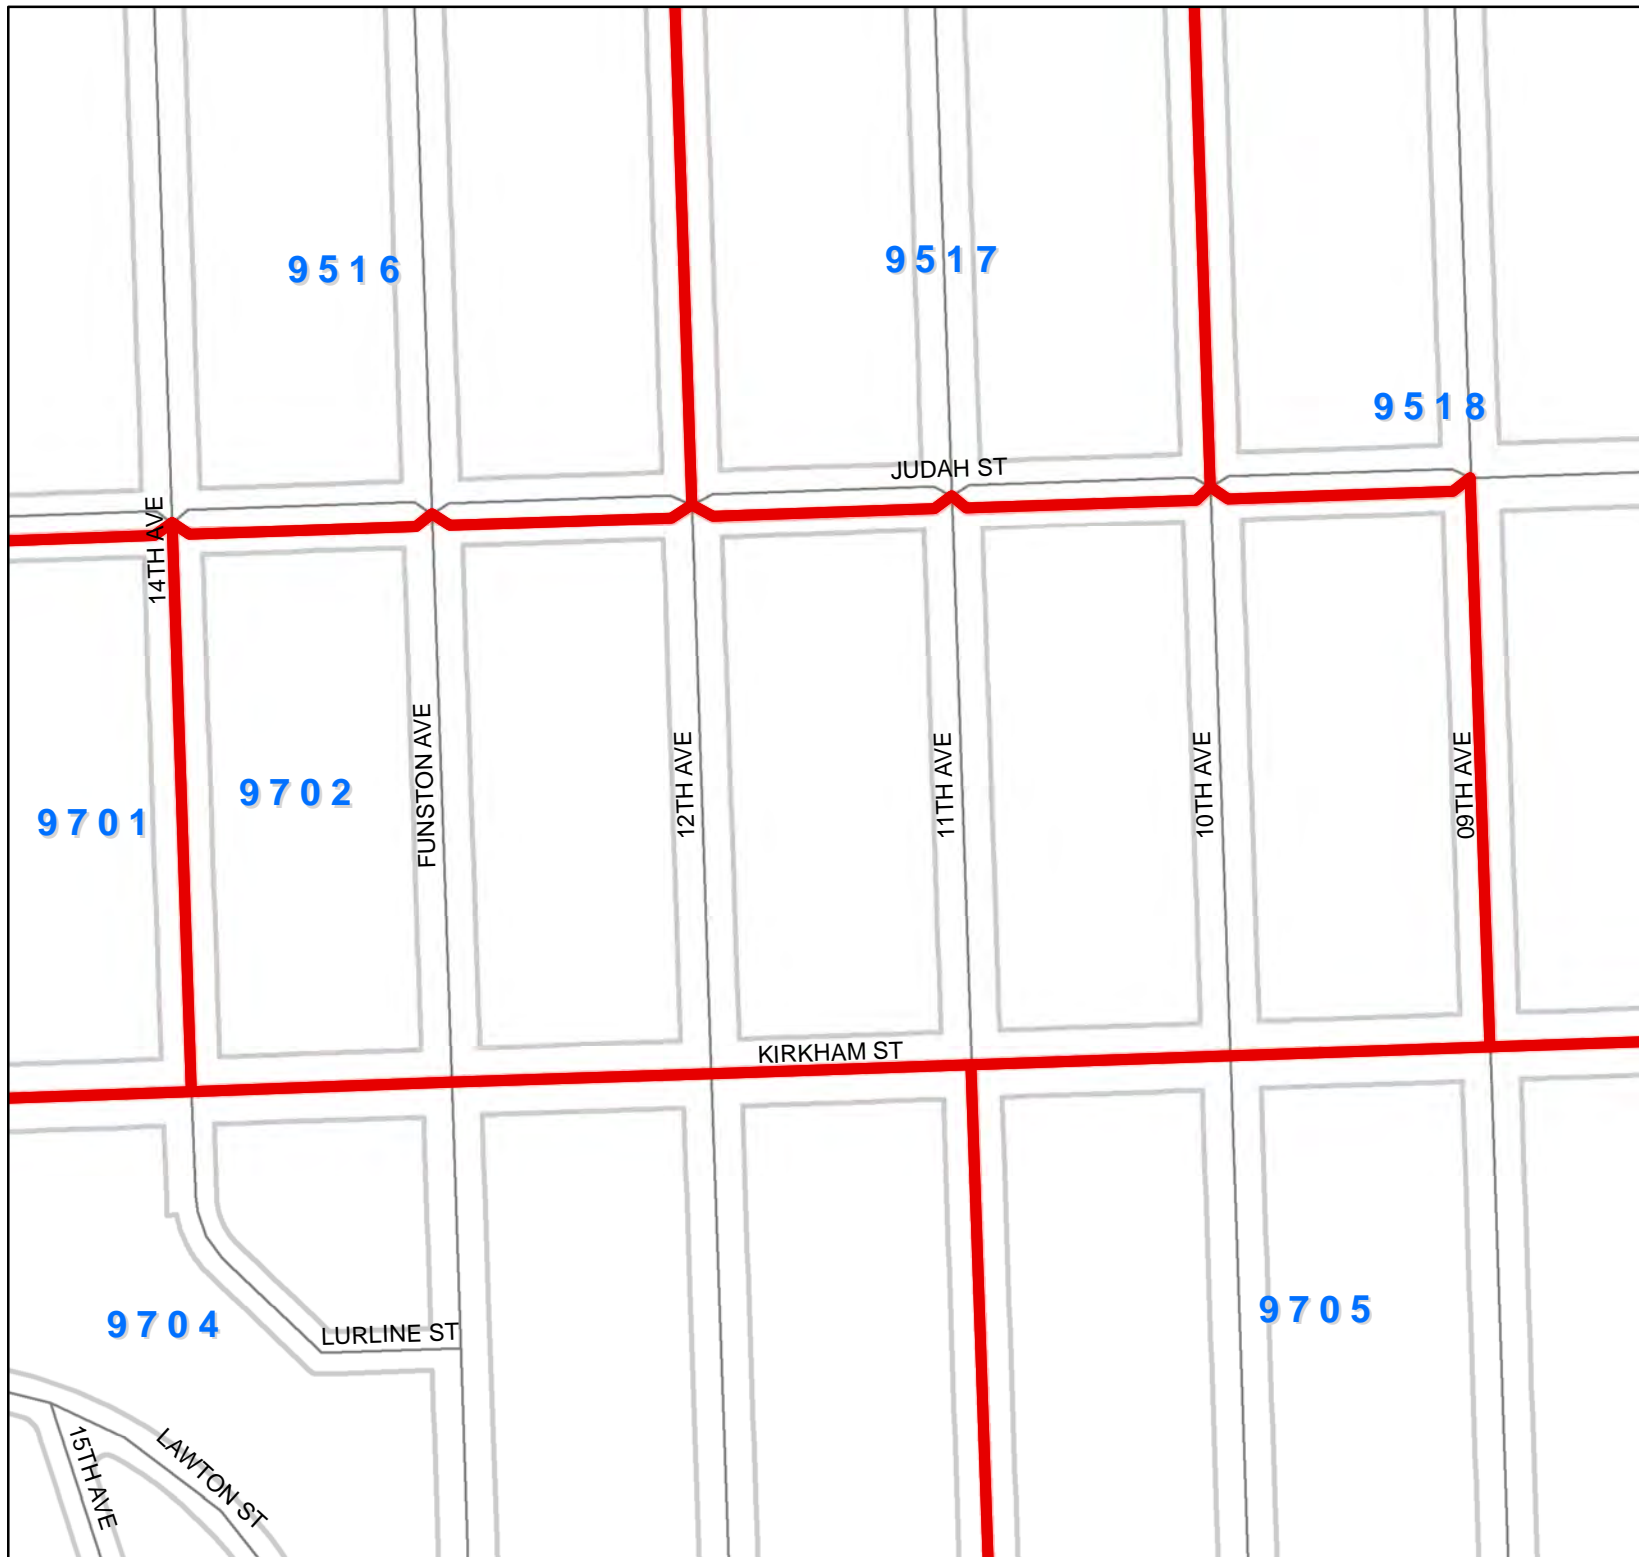 9517
9516
9518
JUDAH ST
14TH AVE
FUNSTON AVE
12TH AVE
11TH AVE
10TH AVE
09TH AVE
9702
9701
KIRKHAM ST
9705
9704
LURLINE ST
15TH AVE
LAWTON ST